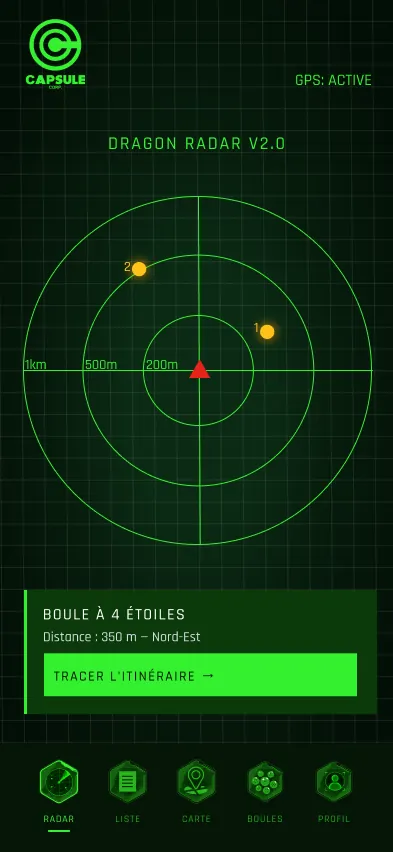 CAPSULE
CORP.
GPS: ACTIVE
DRAGON RADAR V2.0
2
1
1km
500m
200m
BOULE À 4 ÉTOILES
Distance : 350 m – Nord-Est
TRACER L'ITINÉRAIRE →
RADAR
LISTE
CARTE
BOULES
PROFIL